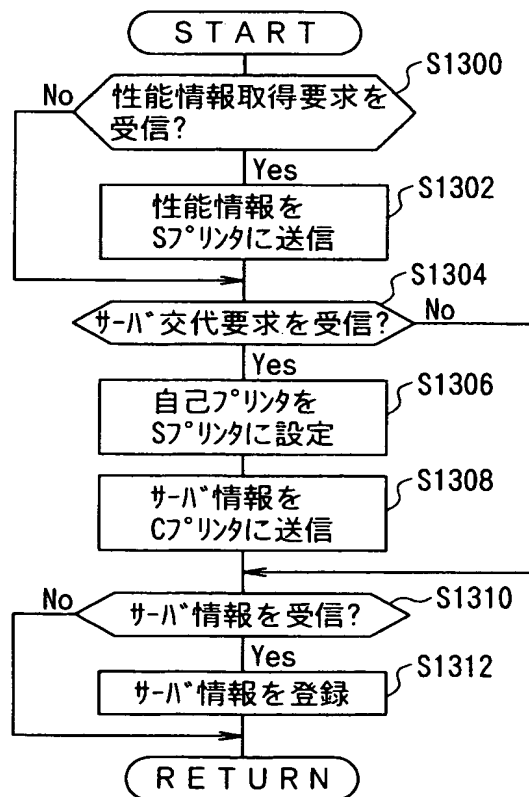 START
S1300
No
性能情報取得要求を
受信?
Yes
S1302
性能情報を
Sプリンタに送信
S1304
サーバ交代要求を受信?
No
Yes
S1306
自己プリンタを
Sプリンタに設定
S1308
サーバ情報を
Cプリンタに送信
No
S1310
サーバ情報を受信?
Yes
S1312
サーバ情報を登録
RETURN